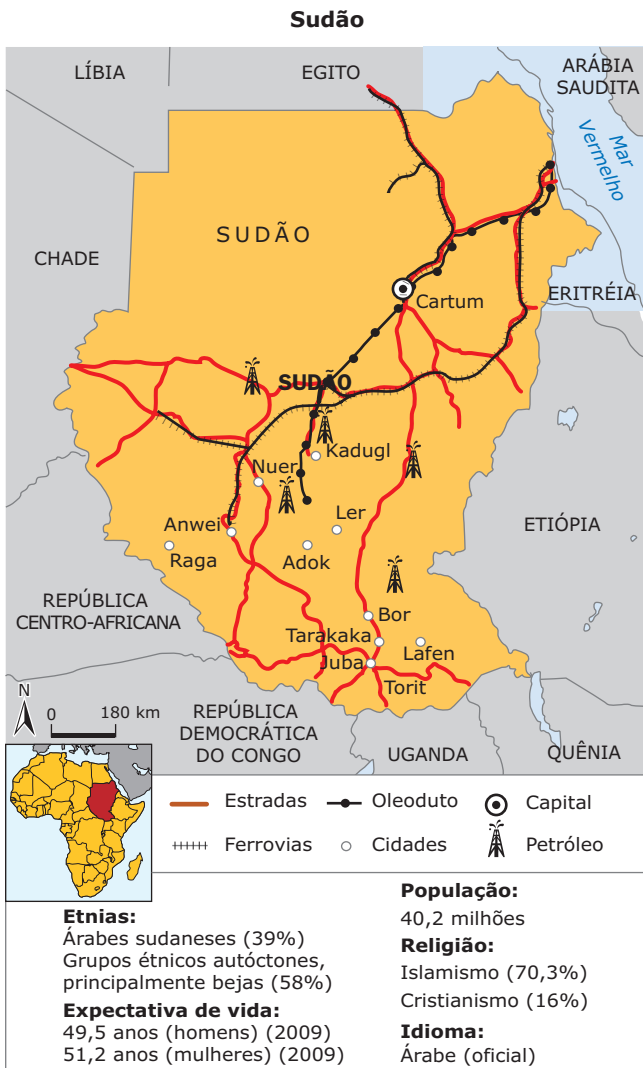 Sudão
LÍBIA
EGITO
ARÁBIA
SAUDITA
Mar
Vermelho
SUDÃO
CHADE
Cartum
ERITRÉIA
SUDÃO
Kadugl
Nuer
Ler
Anwei
ETIÓPIA
Raga
Adok
REPÚBLICA
CENTRO-AFRICANA
Bor
Tarakaka
Lafen
Juba
Torit
N
0 180 km
REPÚBLICA
DEMOCRÁTICA
DO CONGO
UGANDA
QUÊNIA
Estradas
Oleoduto
Capital
Ferrovias
Cidades
Petróleo
Etnias:
Árabes sudaneses (39%)
Grupos étnicos autóctones,
principalmente bejas (58%)
Expectativa de vida:
49,5 anos (homens) (2009)
51,2 anos (mulheres) (2009)
População:
40,2 milhões
Religião:
Islamismo (70,3%)
Cristianismo (16%)
Idioma:
Árabe (oficial)